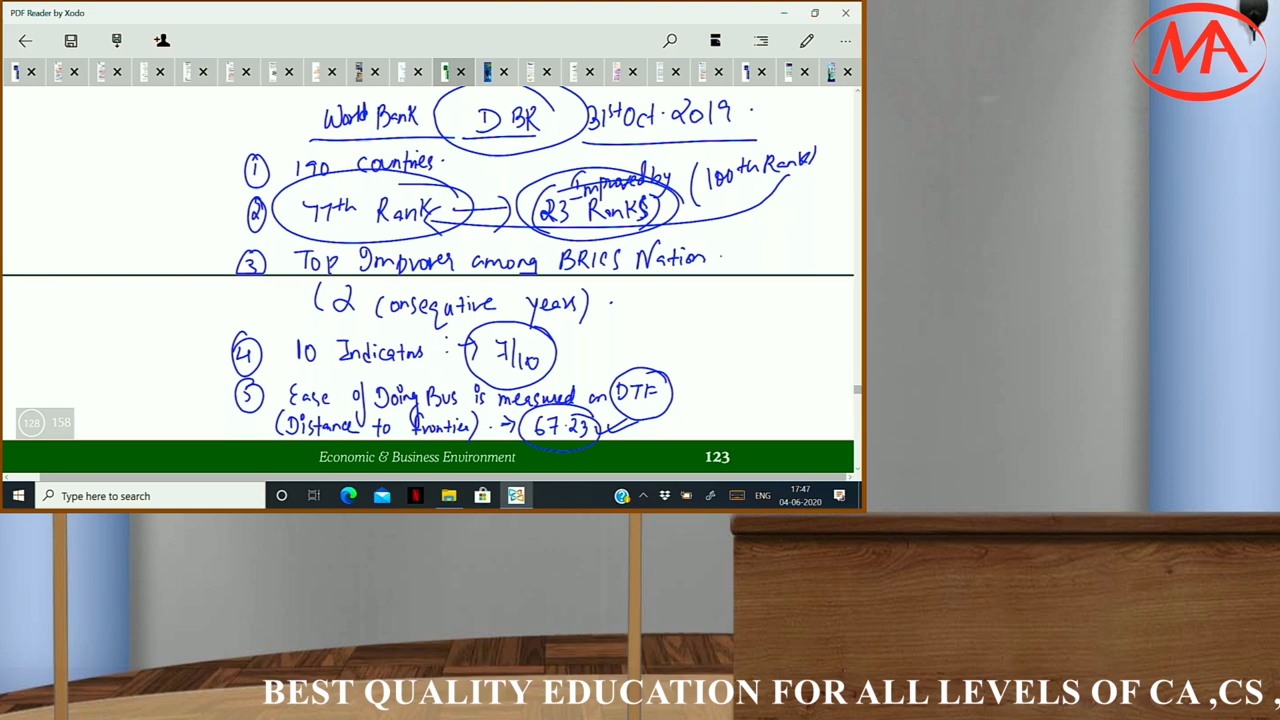 PDF Reader by Xodo
MA
World Bank DBR 31st Oct. 2019.
① 190 Countries.
② 77th Rank → Improved by 23 Ranks (100th Rank)
③ Top Improver among BRICS Nation.
(2 Consequtive years).
④ 10 Indicators : → 7/10
⑤ Ease of Doing Bus is measured on DTF
(Distance to frontier). → 67.23
128 158
Economic & Business Environment 123
Type here to search
ENG
17:47
04-06-2020
BEST QUALITY EDUCATION FOR ALL LEVELS OF CA ,CS ,